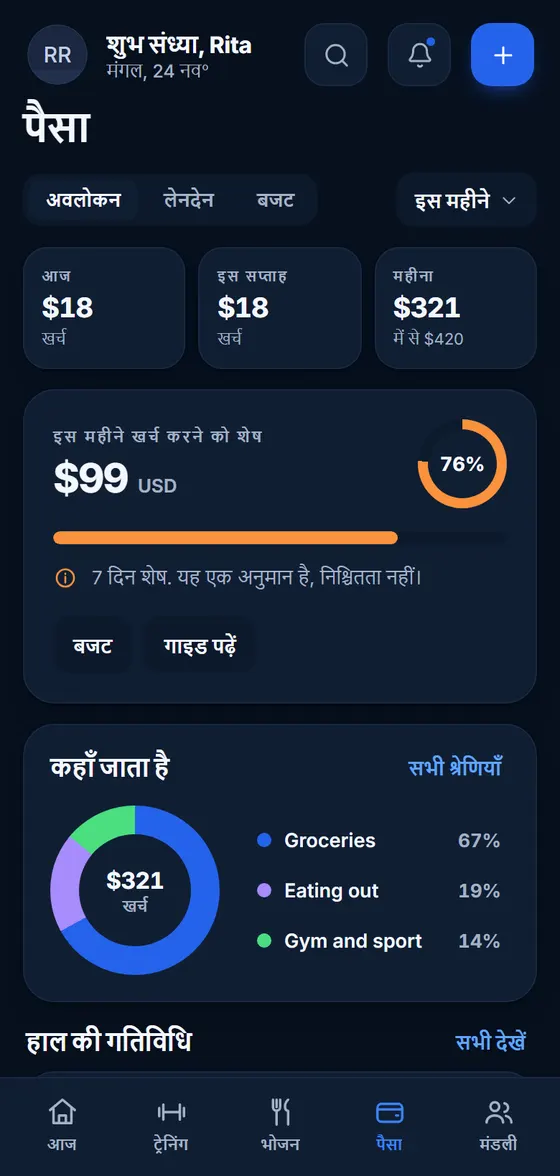 RR
शुभ संध्या, Rita
मंगल, 24 नव॰
पैसा
अवलोकन लेनदेन बजट इस महीने
आज
$18
खर्च
इस सप्ताह
$18
खर्च
महीना
$321
में से $420
इस महीने खर्च करने को शेष
$99 USD
76%
7 दिन शेष. यह एक अनुमान है, निश्चितता नहीं।
बजट गाइड पढ़ें
कहाँ जाता है सभी श्रेणियाँ
$321
खर्च
Groceries 67%
Eating out 19%
Gym and sport 14%
हाल की गतिविधि सभी देखें
आज ट्रेनिंग भोजन पैसा मंडली